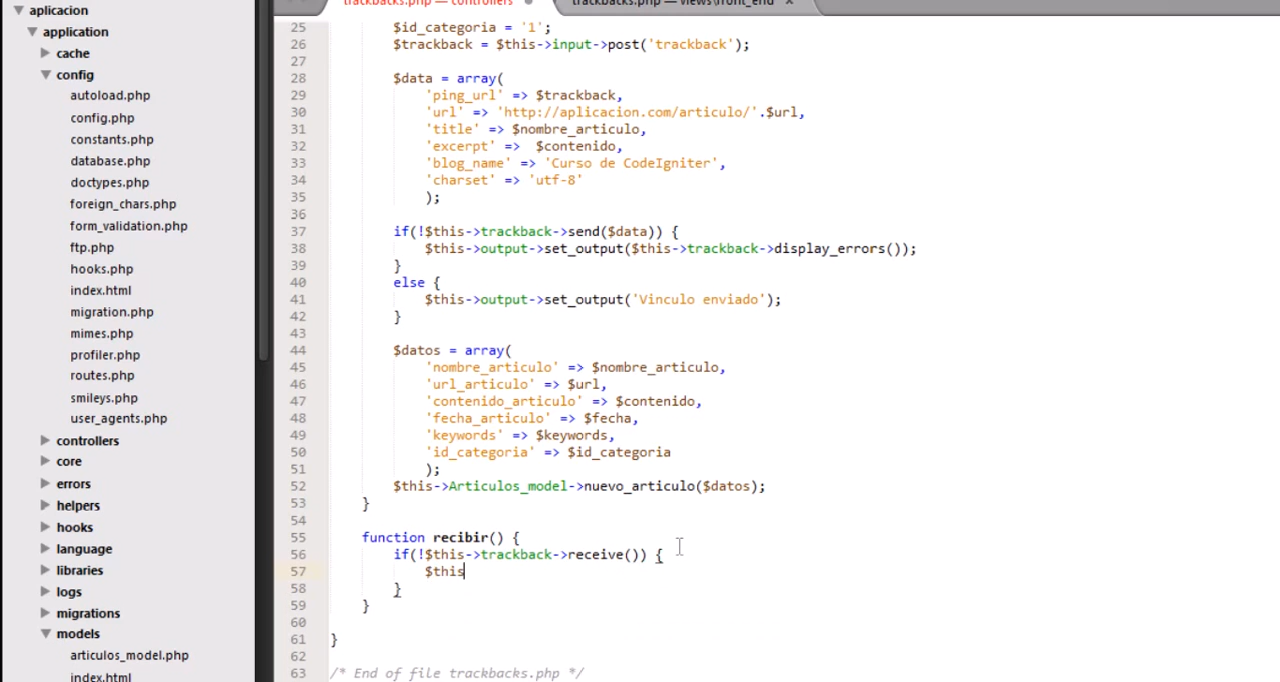 aplicacion
application
cache
config
autoload.php
config.php
constants.php
database.php
doctypes.php
foreign_chars.php
form_validation.php
ftp.php
hooks.php
index.html
migration.php
mimes.php
profiler.php
routes.php
smileys.php
user_agents.php
controllers
core
errors
helpers
hooks
language
libraries
logs
migrations
models
articulos_model.php
index.html
trackbacks.php — controllers
trackbacks.php — views\front_end ×
25 $id_categoria = '1';
26 $trackback = $this->input->post('trackback');
27
28 $data = array(
29 'ping_url' => $trackback,
30 'url' => 'http://aplicacion.com/articulo/'.$url,
31 'title' => $nombre_articulo,
32 'excerpt' => $contenido,
33 'blog_name' => 'Curso de CodeIgniter',
34 'charset' => 'utf-8'
35 );
36
37 if(!$this->trackback->send($data)) {
38 $this->output->set_output($this->trackback->display_errors());
39 }
40 else {
41 $this->output->set_output('Vinculo enviado');
42 }
43
44 $datos = array(
45 'nombre_articulo' => $nombre_articulo,
46 'url_articulo' => $url,
47 'contenido_articulo' => $contenido,
48 'fecha_articulo' => $fecha,
49 'keywords' => $keywords,
50 'id_categoria' => $id_categoria
51 );
52 $this->Articulos_model->nuevo_articulo($datos);
53 }
54
55 function recibir() {
56 if(!$this->trackback->receive()) {
57 $this
58 }
59 }
60
61 }
62
63 /* End of file trackbacks.php */